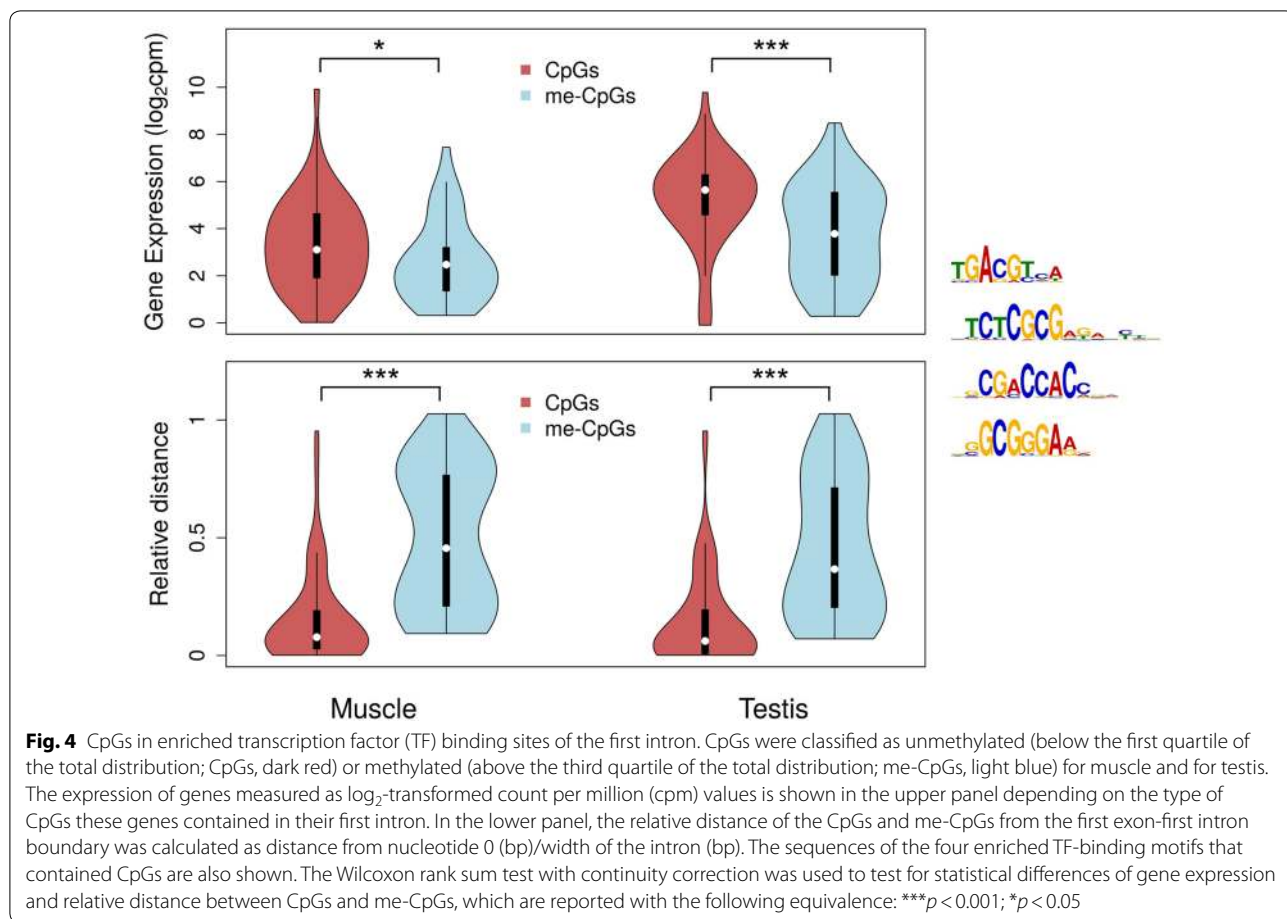 Gene Expression (log2cpm)
10
8
6
4
2
0
*
***
CpGs
me-CpGs
Relative distance
1
0.5
0
***
***
CpGs
me-CpGs
Muscle
Testis
TGACGTCA
TCTCGCGAGA
CGACCACC
GGCGGGAA
Fig. 4 CpGs in enriched transcription factor (TF) binding sites of the first intron. CpGs were classified as unmethylated (below the first quartile of
the total distribution; CpGs, dark red) or methylated (above the third quartile of the total distribution; me-CpGs, light blue) for muscle and for testis.
The expression of genes measured as log2-transformed count per million (cpm) values is shown in the upper panel depending on the type of
CpGs these genes contained in their first intron. In the lower panel, the relative distance of the CpGs and me-CpGs from the first exon-first intron
boundary was calculated as distance from nucleotide 0 (bp)/width of the intron (bp). The sequences of the four enriched TF-binding motifs that
contained CpGs are also shown. The Wilcoxon rank sum test with continuity correction was used to test for statistical differences of gene expression
and relative distance between CpGs and me-CpGs, which are reported with the following equivalence: ***p < 0.001; *p < 0.05